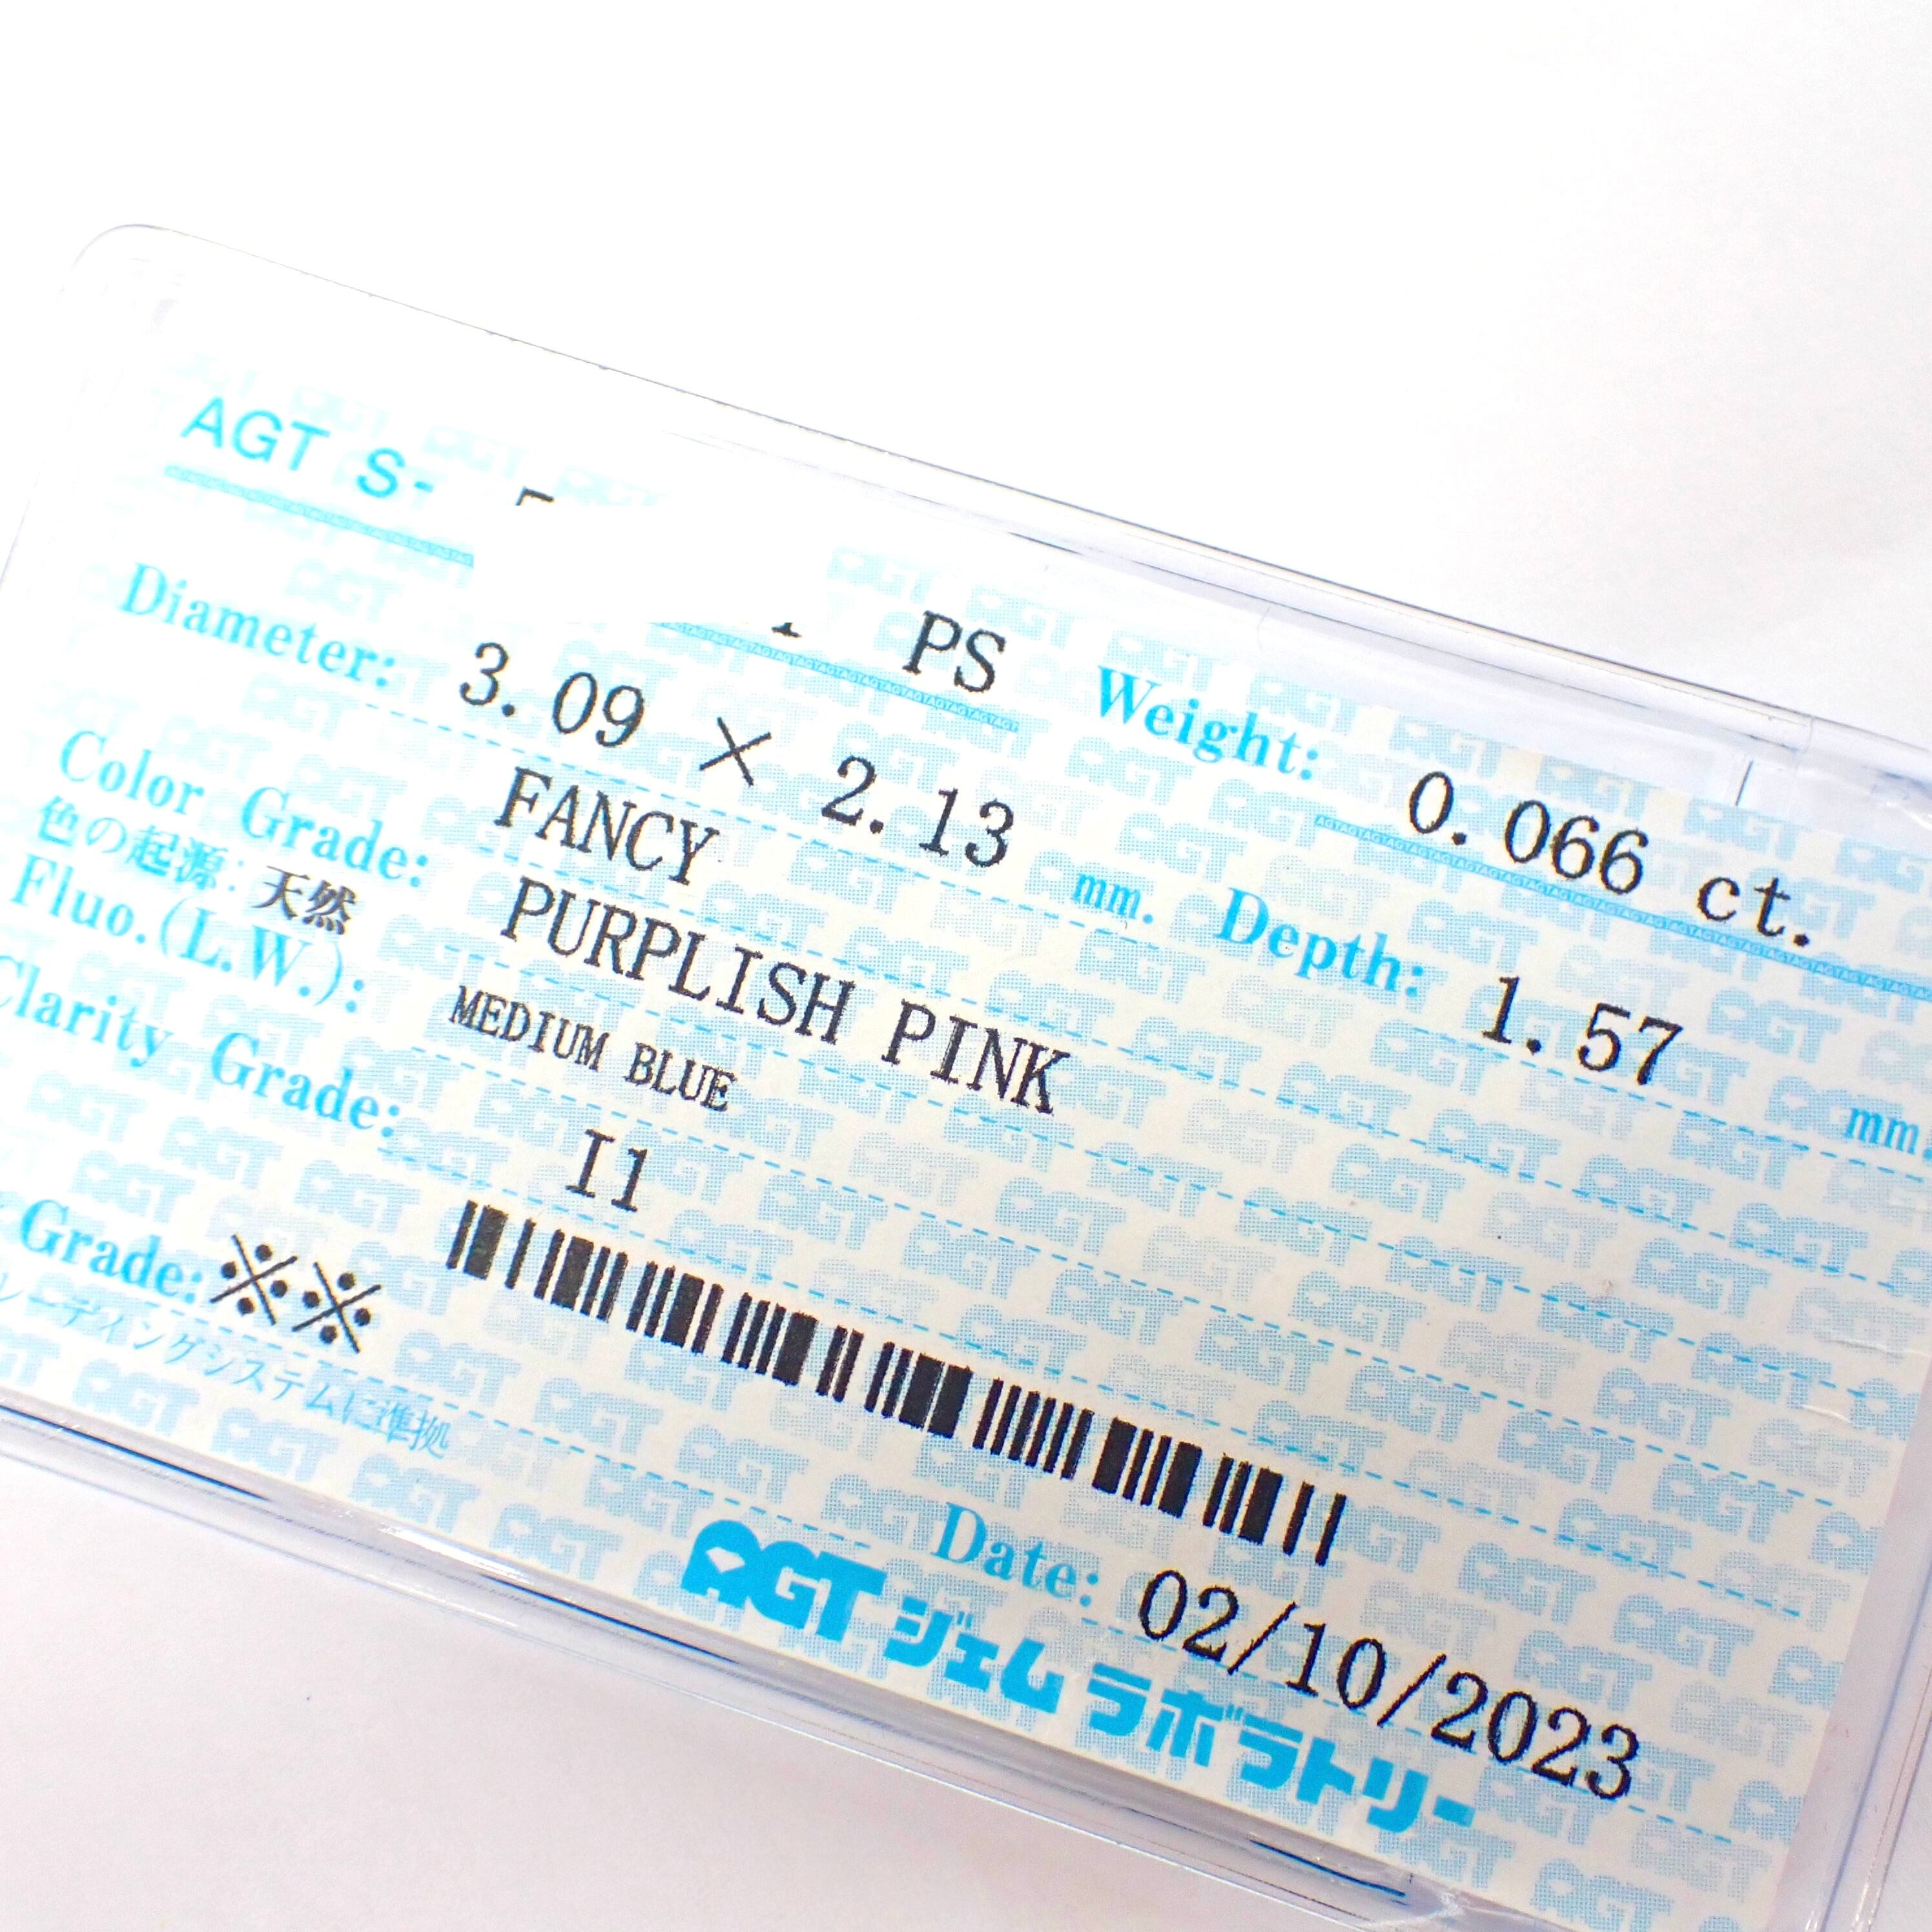 AGT
PS Weight: 0.066 ct.
Diameter: 3.09 × 2.13 mm. Depth: 1.57 mm.
Color Grade: FANCY
色の起源: 天然 PURPLISH PINK
Fluo.(L.W.): MEDIUM BLUE
Clarity Grade: I1
Grade: ※※
レーディングシステムに準拠
Date: 02/10/2023
AGT ジェム ラボラトリー